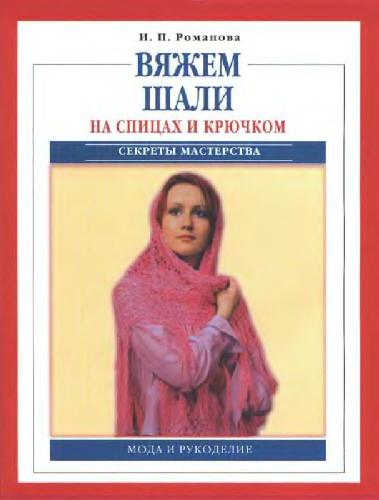 И. П. Романова
ВЯЖЕМ
ШАЛИ
НА СПИЦАХ И КРЮЧКОМ
СЕКРЕТЫ МАСТЕРСТВА
МОДА И РУКОДЕЛИЕ